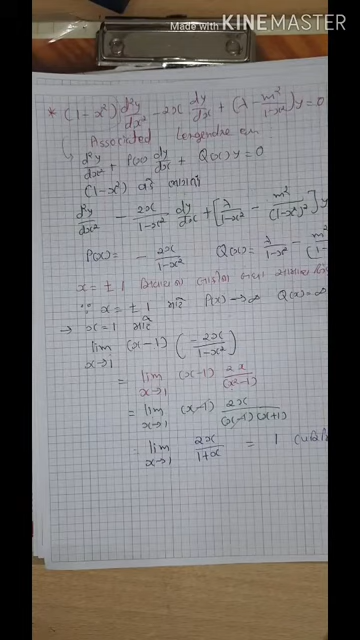 Made with
KINEMASTER
* (1-x²) d²y/dx² - 2x dy/dx + (λ - m²/1-x²) y = 0
↳ Associated Legendre eqn
d²y/dx² + P(x) dy/dx + Q(x) y = 0
(1-x²) વડે ભાગતાં
d²y/dx² - 2x/1-x² dy/dx + [λ/1-x² - m²/(1-x²)²] y
P(x) = - 2x/1-x² Q(x) = λ/1-x² - m²/(1-
x = ±1
∵ x = ±1 માટે P(x) → ∞ Q(x) = ∞
→ x = 1 માટે
lim x→1 (x-1) (-2x/1-x²)
= lim x→1 (x-1) 2x/(x²-1)
= lim x→1 (x-1) 2x/(x-1)(x+1)
= lim x→1 2x/1+x = 1